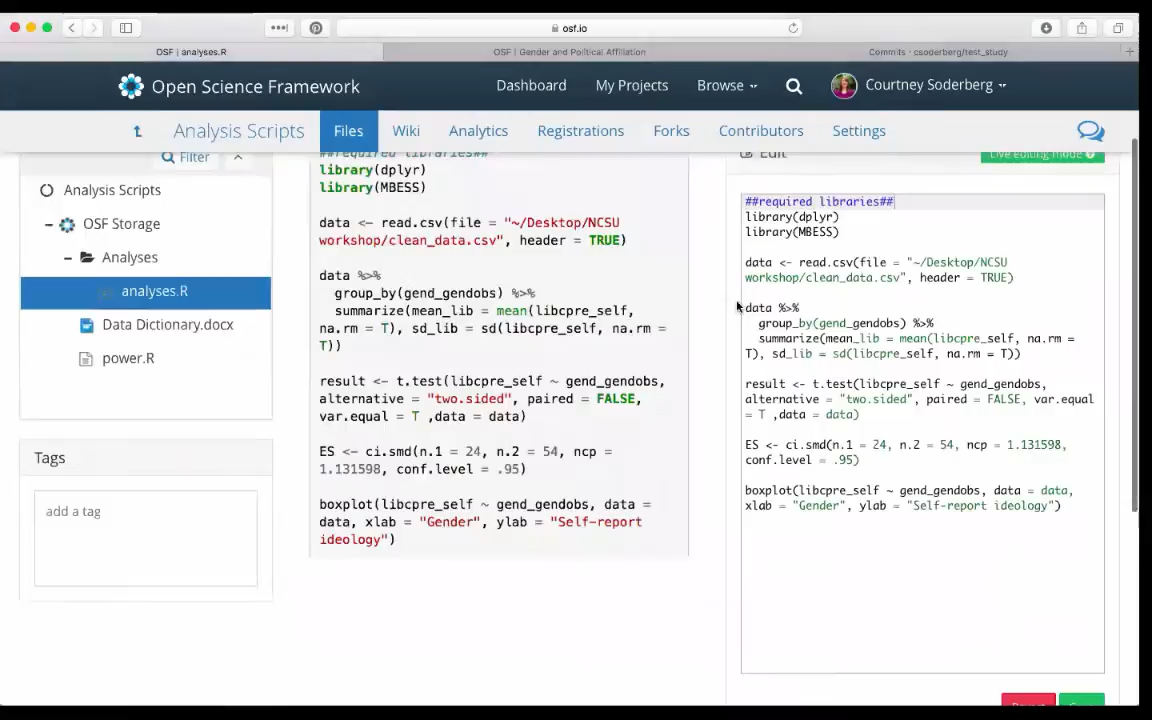 osf.io
OSF | analyses.R
OSF | Gender and Political Affiliation
Commits · csoderberg/test_study
Open Science Framework
Dashboard
My Projects
Browse
Courtney Soderberg
Analysis Scripts
Files
Wiki
Analytics
Registrations
Forks
Contributors
Settings
Filter
Analysis Scripts
OSF Storage
Analyses
analyses.R
Data Dictionary.docx
power.R
Tags
add a tag
##required libraries##
library(dplyr)
library(MBESS)
data <- read.csv(file = "~/Desktop/NCSU
workshop/clean_data.csv", header = TRUE)
data %>%
group_by(gend_gendobs) %>%
summarize(mean_lib = mean(libcpre_self,
na.rm = T), sd_lib = sd(libcpre_self, na.rm =
T))
result <- t.test(libcpre_self ~ gend_gendobs,
alternative = "two.sided", paired = FALSE,
var.equal = T ,data = data)
ES <- ci.smd(n.1 = 24, n.2 = 54, ncp =
1.131598, conf.level = .95)
boxplot(libcpre_self ~ gend_gendobs, data =
data, xlab = "Gender", ylab = "Self-report
ideology")
Edit
Live editing mode
##required libraries##
library(dplyr)
library(MBESS)
data <- read.csv(file = "~/Desktop/NCSU
workshop/clean_data.csv", header = TRUE)
data %>%
group_by(gend_gendobs) %>%
summarize(mean_lib = mean(libcpre_self, na.rm =
T), sd_lib = sd(libcpre_self, na.rm = T))
result <- t.test(libcpre_self ~ gend_gendobs,
alternative = "two.sided", paired = FALSE, var.equal
= T ,data = data)
ES <- ci.smd(n.1 = 24, n.2 = 54, ncp = 1.131598,
conf.level = .95)
boxplot(libcpre_self ~ gend_gendobs, data = data,
xlab = "Gender", ylab = "Self-report ideology")